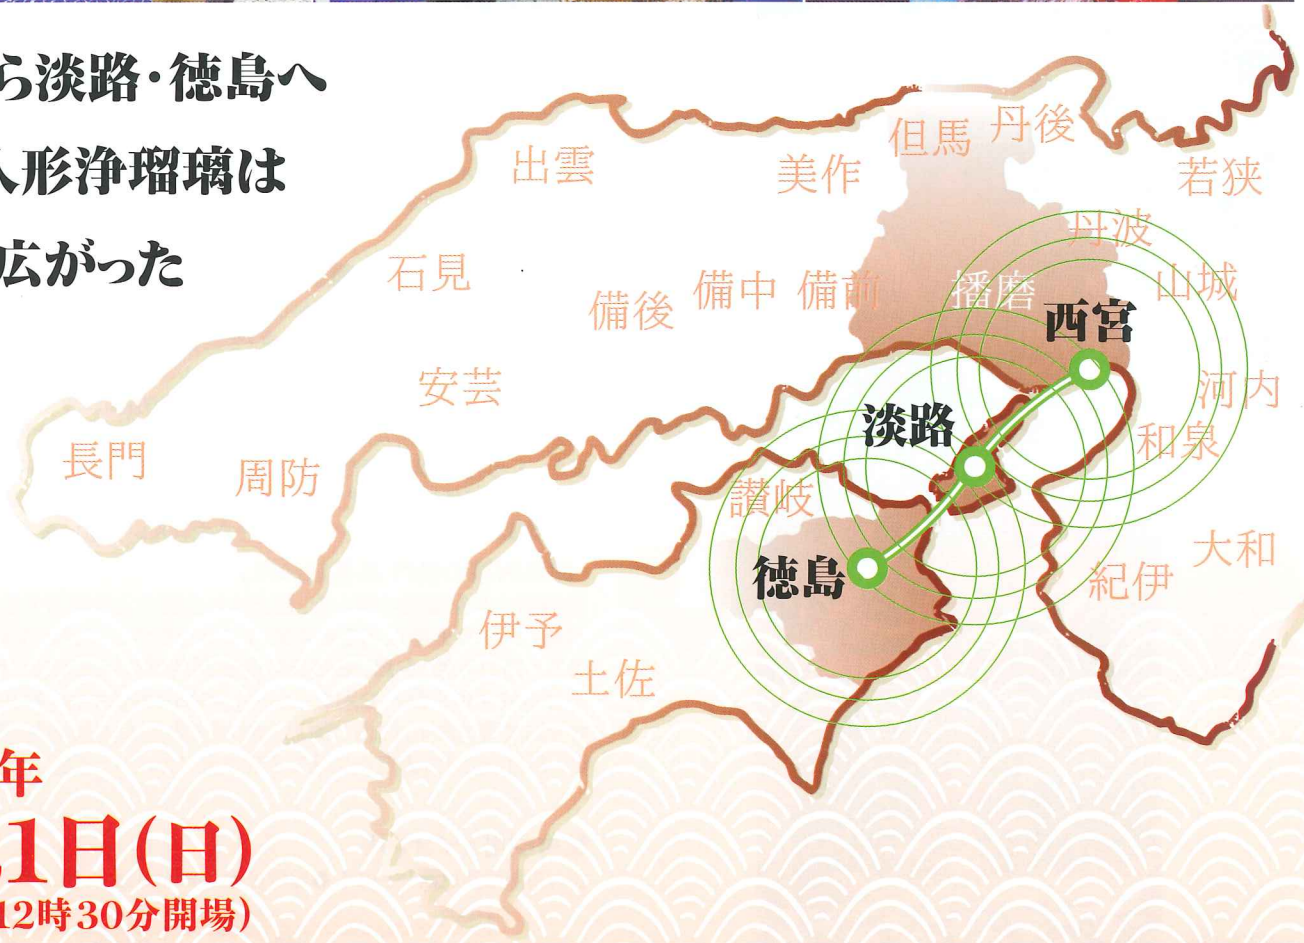 ら淡路・徳島へ
人形浄瑠璃は
広がった
但馬
丹後
出雲
美作
若狭
丹波
石見
備後
備中
備前
播磨
山城
西宮
安芸
淡路
河内
和泉
長門
周防
讃岐
徳島
大和
紀伊
伊予
土佐
年
1日(日)
12時30分開場)